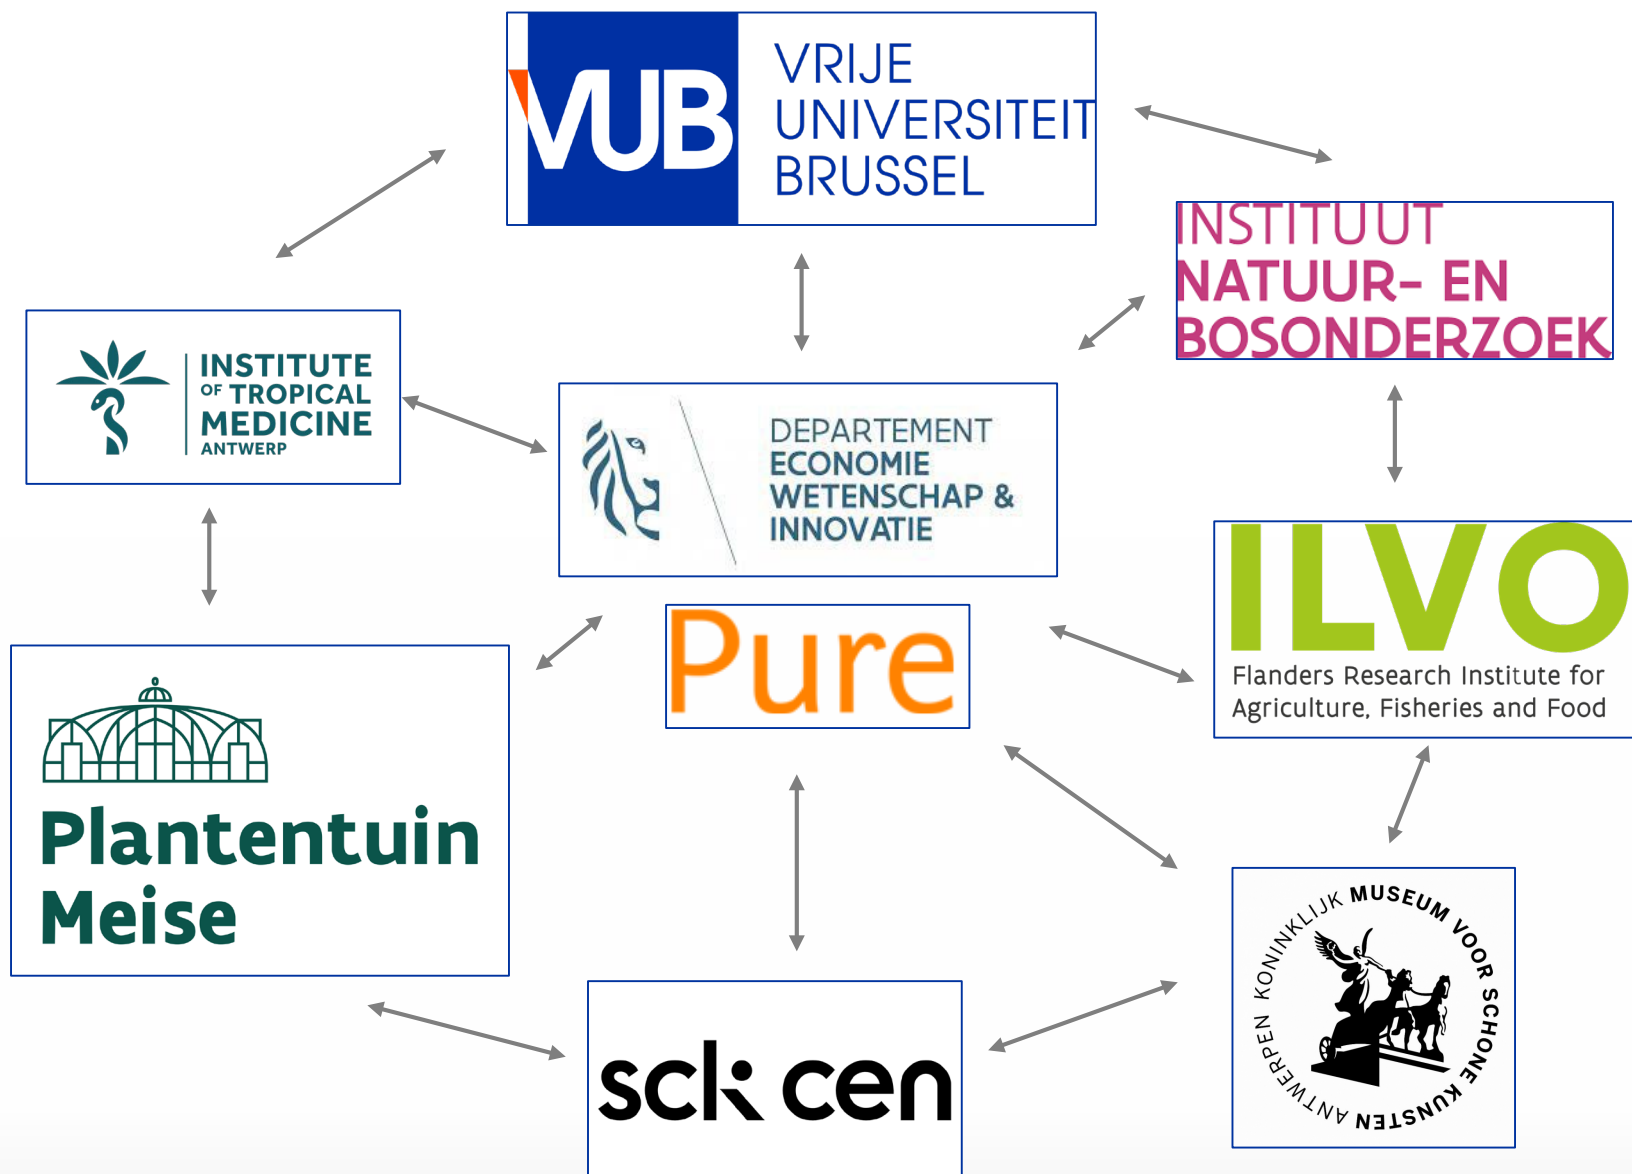 VUB
VRIJE
UNIVERSITEIT
BRUSSEL
INSTITUUT
NATUUR- EN
BOSONDERZOEK
INSTITUTE
OF TROPICAL
MEDICINE
ANTWERP
DEPARTEMENT
ECONOMIE
WETENSCHAP &
INNOVATIE
ILVO
Flanders Research Institute for
Agriculture, Fisheries and Food
Pure
Plantentuin
Meise
KONINKLIJK MUSEUM VOOR SCHONE KUNSTEN ANTWERPEN
sck cen